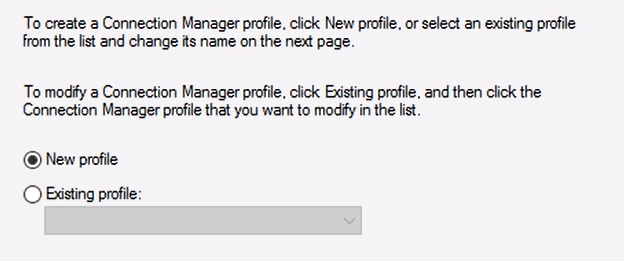 To create a Connection Manager profile, click New profile, or select an existing profile
from the list and change its name on the next page.
To modify a Connection Manager profile, click Existing profile, and then click the
Connection Manager profile that you want to modify in the list.
New profile
Existing profile: